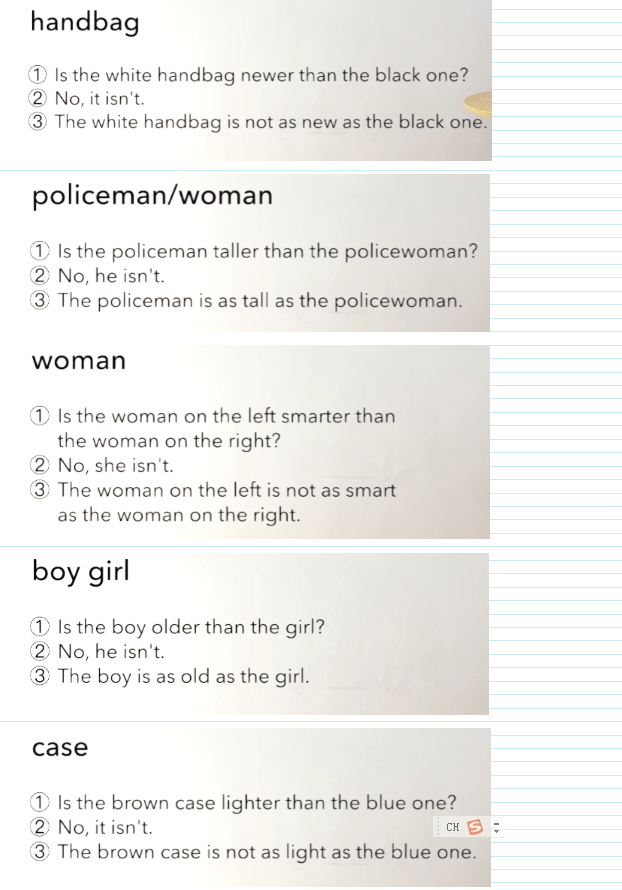 handbag
① Is the white handbag newer than the black one?
② No, it isn't.
③ The white handbag is not as new as the black one.
policeman/woman
① Is the policeman taller than the policewoman?
② No, he isn't.
③ The policeman is as tall as the policewoman.
woman
① Is the woman on the left smarter than
the woman on the right?
② No, she isn't.
③ The woman on the left is not as smart
as the woman on the right.
boy girl
① Is the boy older than the girl?
② No, he isn't.
③ The boy is as old as the girl.
case
① Is the brown case lighter than the blue one?
② No, it isn't.
CH S
③ The brown case is not as light as the blue one.